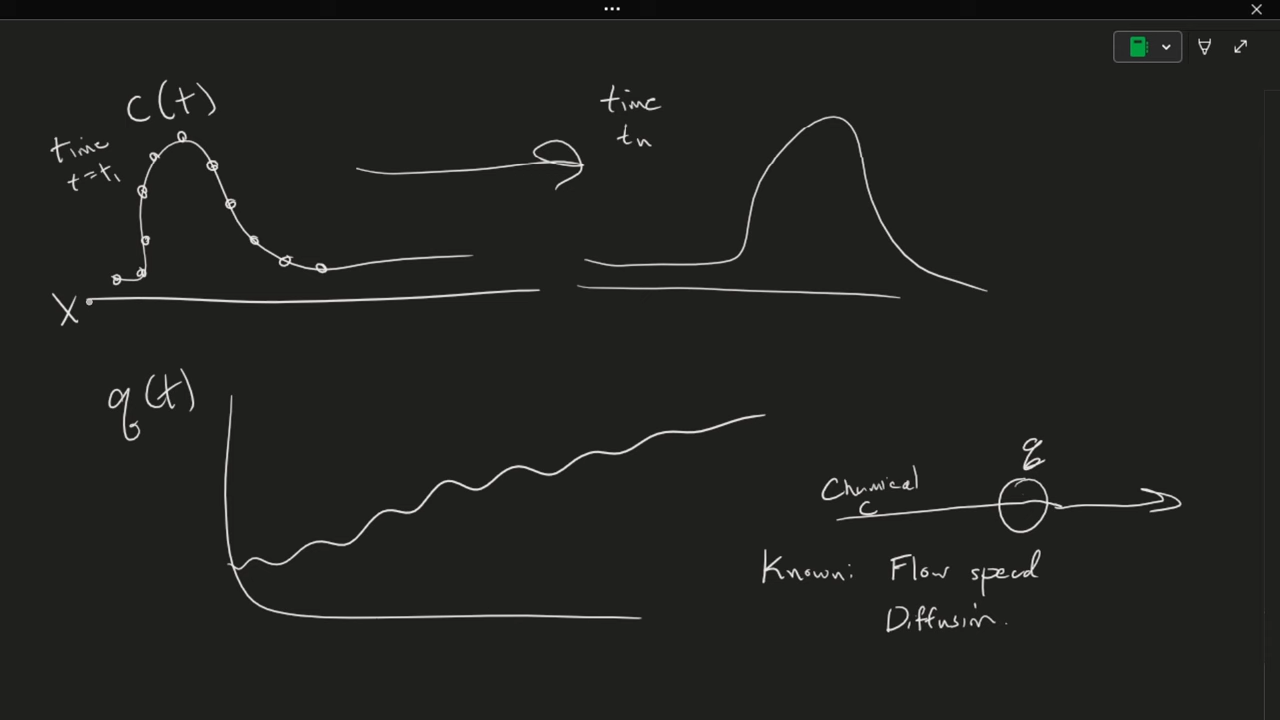 C(t)
time
t=t₁
time
tn
X
q(t)
q
Chemical
C
Known: Flow speed
Diffusion.